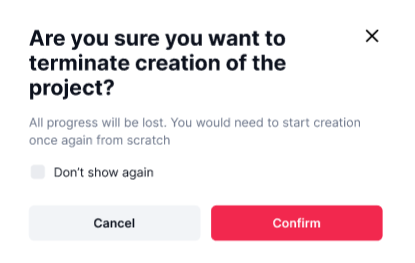 Are you sure you want to
terminate creation of the
project?
All progress will be lost. You would need to start creation
once again from scratch
Don't show again
Cancel
Confirm